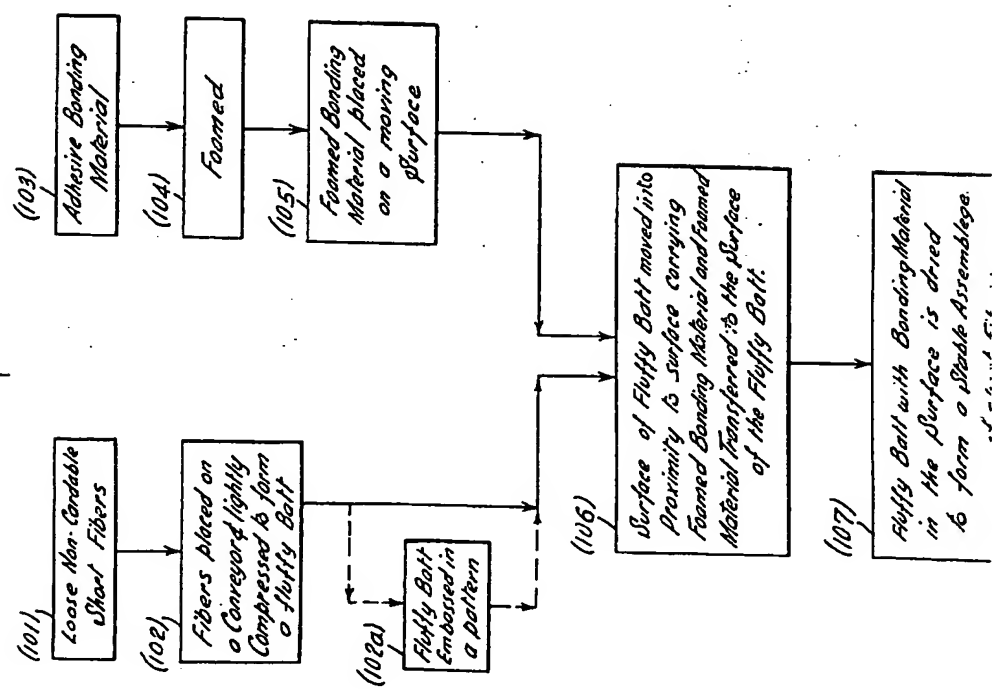 (101)
Loose Non-Cardable
Short Fibers
(102)
Fibers placed on
a Conveyor & lightly
Compressed to form
a fluffy Batt
(102a)
Fluffy Batt
Embossed in
a pattern
(103)
Adhesive Bonding
Material
(104)
Foamed
(105)
Foamed Bonding
Material placed
on a moving
Surface
(106)
Surface of Fluffy Batt moved into
Proximity to surface carrying
Foamed Bonding Material and Foamed
Material Transferred to the Surface
of the Fluffy Batt.
(107)
Fluffy Batt with Bonding Material
in the Surface is dried
to form a Stable Assemblege
of short